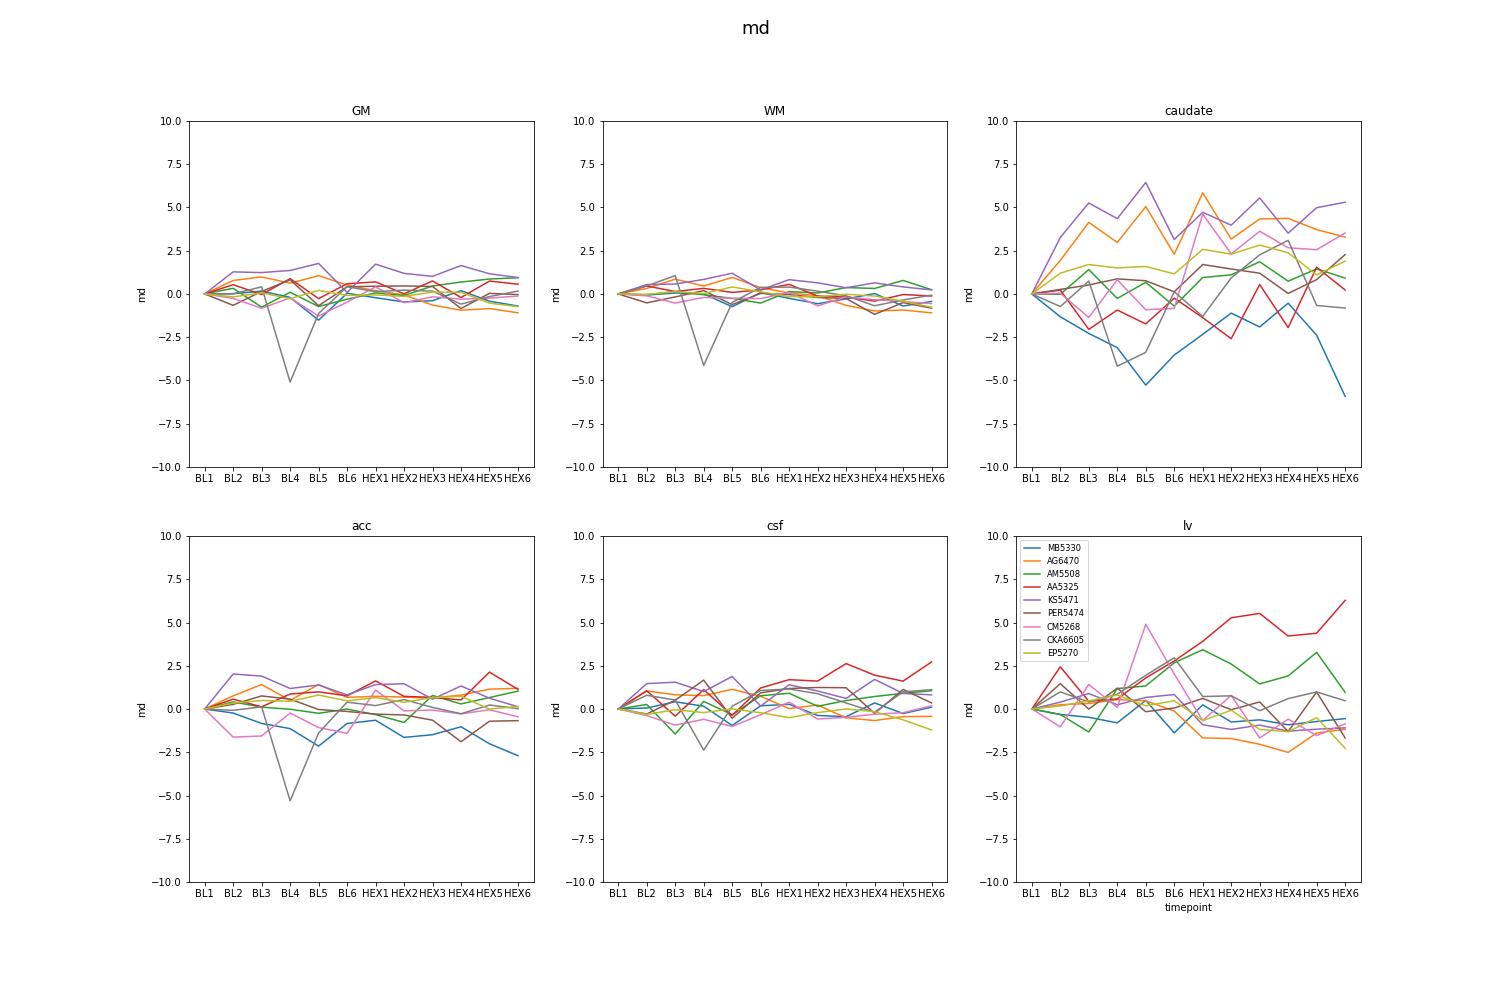 md
GM
WM
caudate
10.0
7.5
5.0
2.5
0.0
−2.5
−5.0
−7.5
−10.0
md
BL1 BL2 BL3 BL4 BL5 BL6 HEX1 HEX2 HEX3 HEX4 HEX5 HEX6
10.0
7.5
5.0
2.5
0.0
−2.5
−5.0
−7.5
−10.0
md
BL1 BL2 BL3 BL4 BL5 BL6 HEX1 HEX2 HEX3 HEX4 HEX5 HEX6
10.0
7.5
5.0
2.5
0.0
−2.5
−5.0
−7.5
−10.0
md
BL1 BL2 BL3 BL4 BL5 BL6 HEX1 HEX2 HEX3 HEX4 HEX5 HEX6
acc
csf
lv
10.0
7.5
5.0
2.5
0.0
−2.5
−5.0
−7.5
−10.0
md
BL1 BL2 BL3 BL4 BL5 BL6 HEX1 HEX2 HEX3 HEX4 HEX5 HEX6
10.0
7.5
5.0
2.5
0.0
−2.5
−5.0
−7.5
−10.0
md
BL1 BL2 BL3 BL4 BL5 BL6 HEX1 HEX2 HEX3 HEX4 HEX5 HEX6
10.0
7.5
5.0
2.5
0.0
−2.5
−5.0
−7.5
−10.0
md
MB5330
AG6470
AM5508
AA5325
KS5471
PER5474
CM5268
CKA6605
EP5270
BL1 BL2 BL3 BL4 BL5 BL6 HEX1 HEX2 HEX3 HEX4 HEX5 HEX6
timepoint